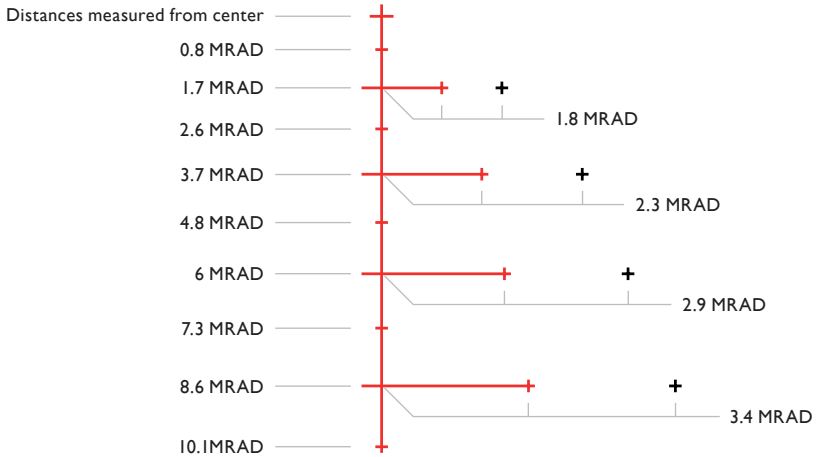 Distances measured from center
0.8 MRAD
1.7 MRAD
1.8 MRAD
2.6 MRAD
3.7 MRAD
2.3 MRAD
4.8 MRAD
6 MRAD
2.9 MRAD
7.3 MRAD
8.6 MRAD
3.4 MRAD
10.1MRAD